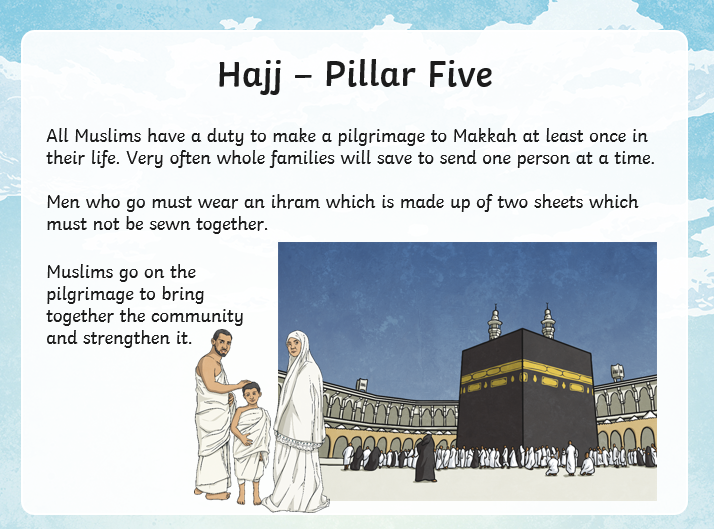 Hajj – Pillar Five
All Muslims have a duty to make a pilgrimage to Makkah at least once in
their life. Very often whole families will save to send one person at a time.
Men who go must wear an ihram which is made up of two sheets which
must not be sewn together.
Muslims go on the
pilgrimage to bring
together the community
and strengthen it.